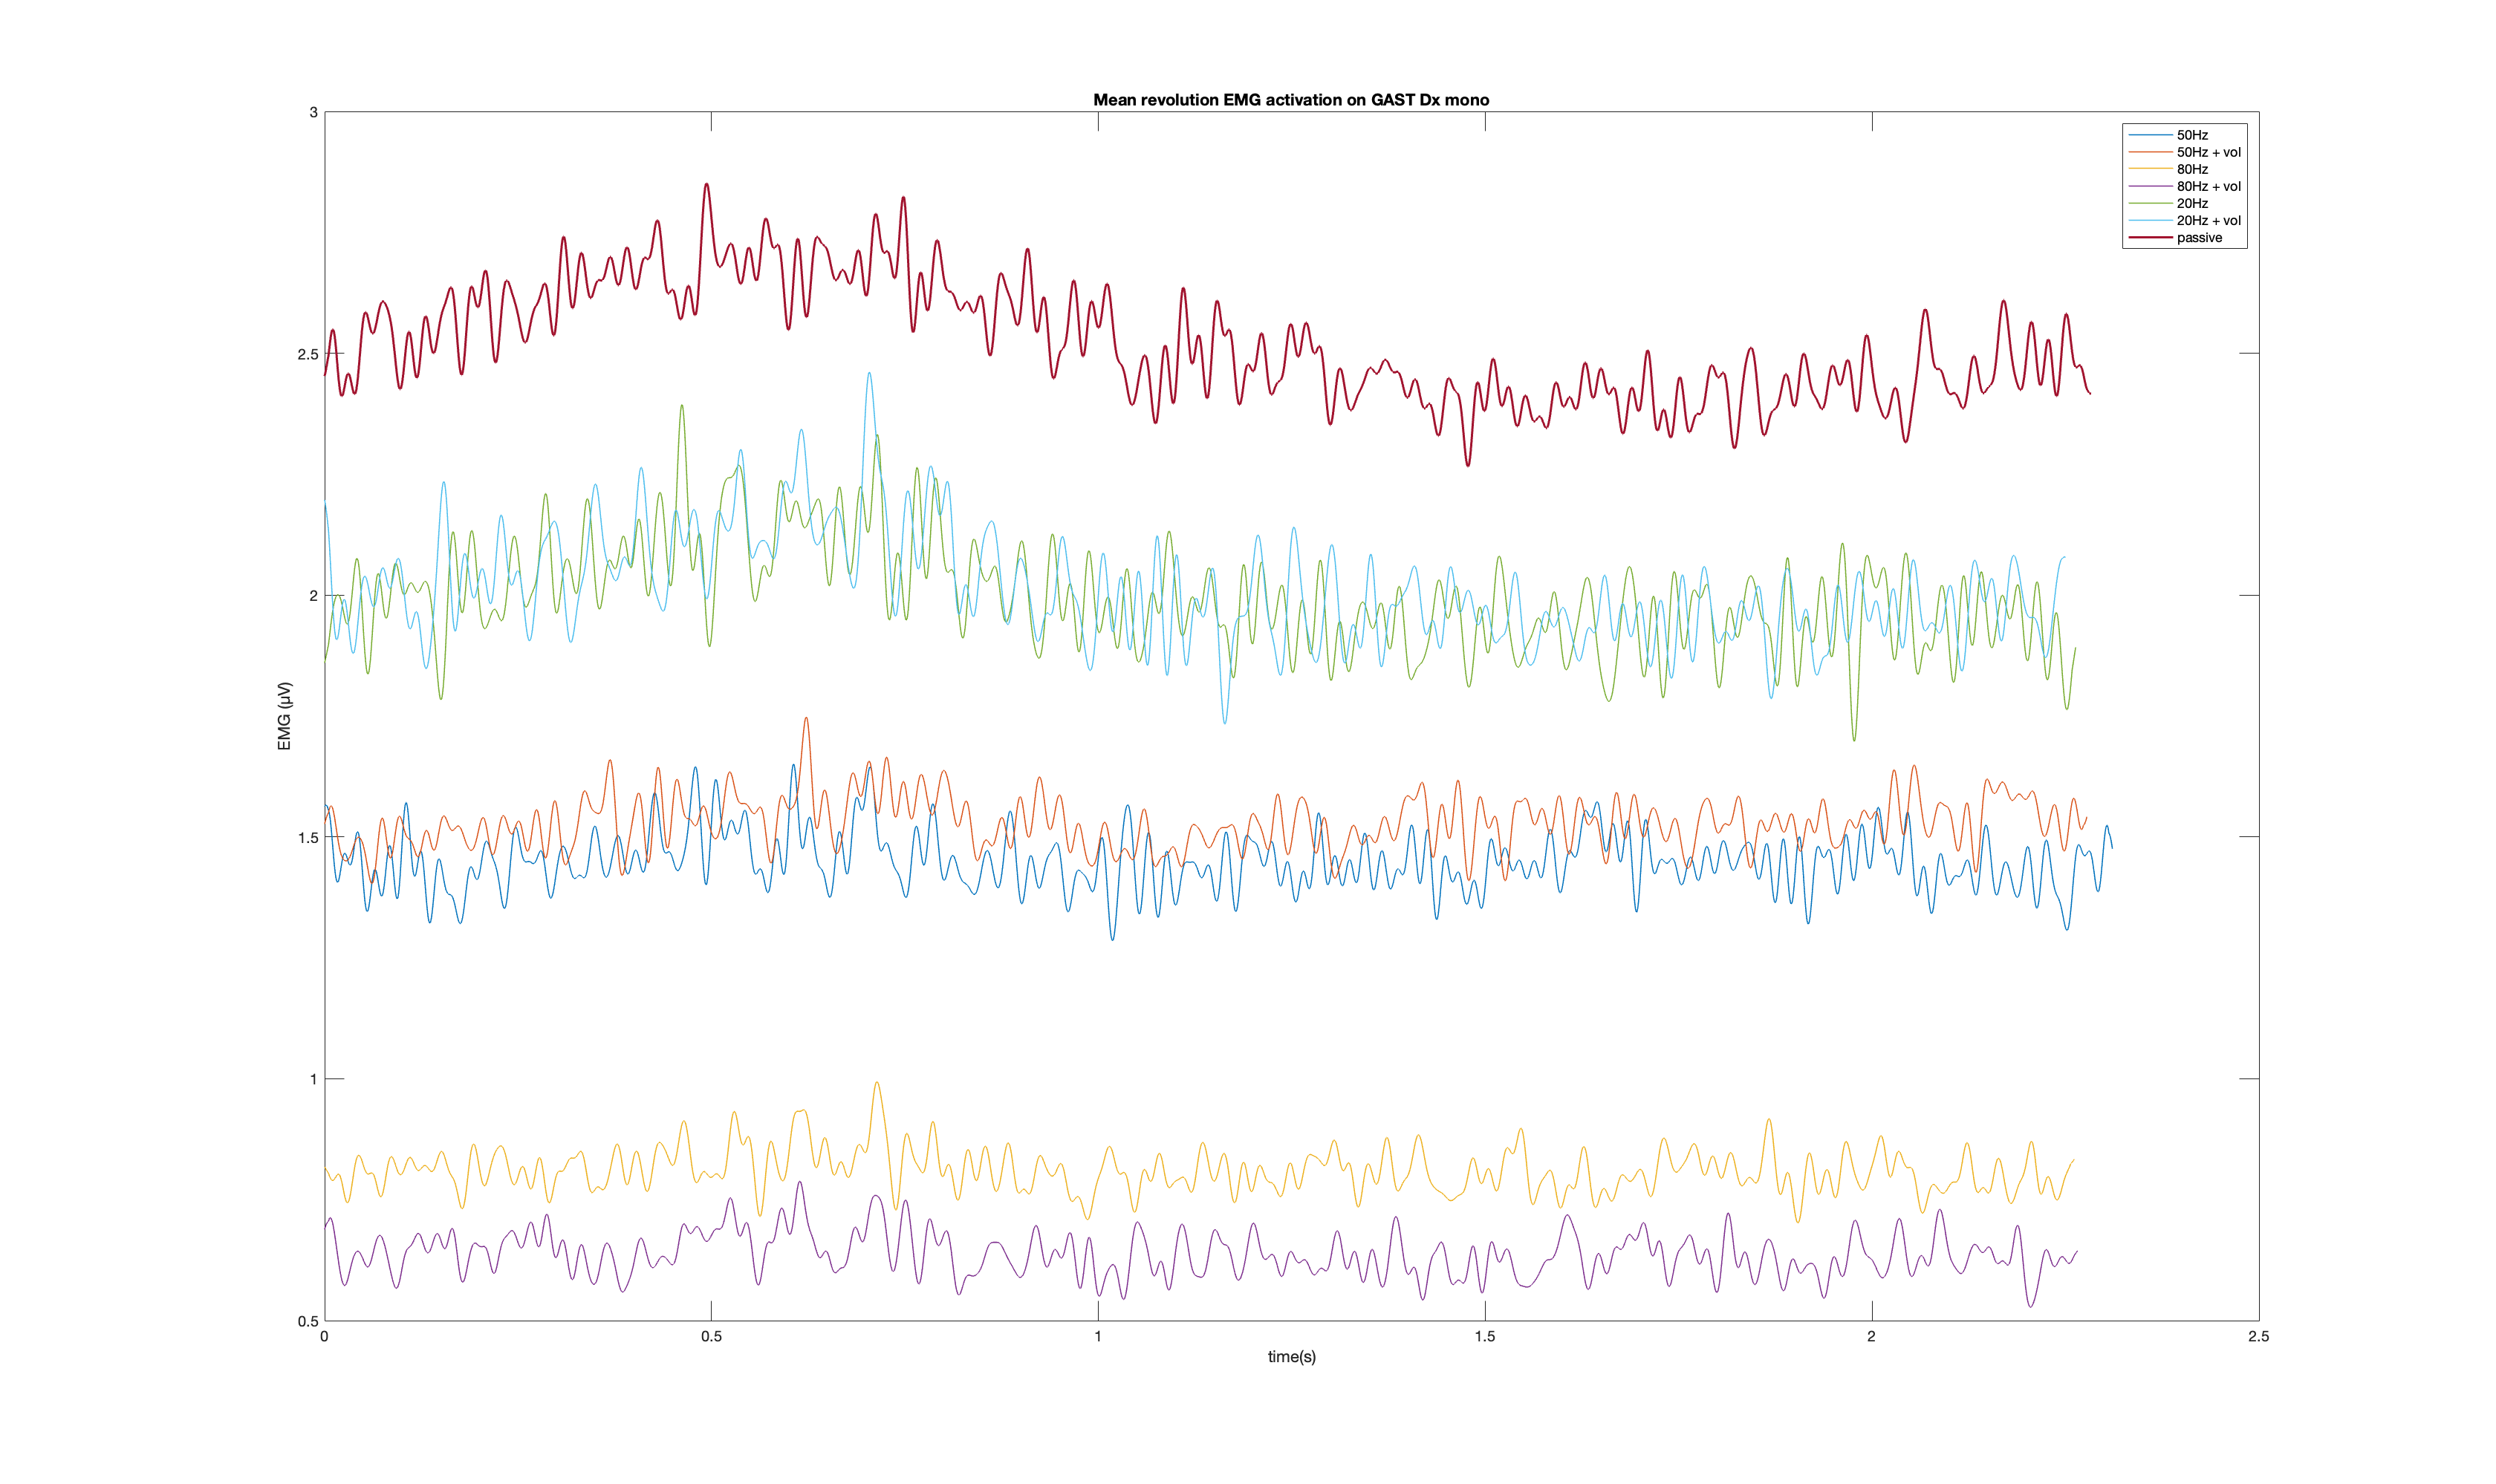 Mean revolution EMG activation on GAST Dx mono
3
50Hz
50Hz + vol
80Hz
80Hz + vol
20Hz
20Hz + vol
passive
2.5
2
EMG (µV)
1.5
1
0.5
0
0.5
1
1.5
2
2.5
time(s)